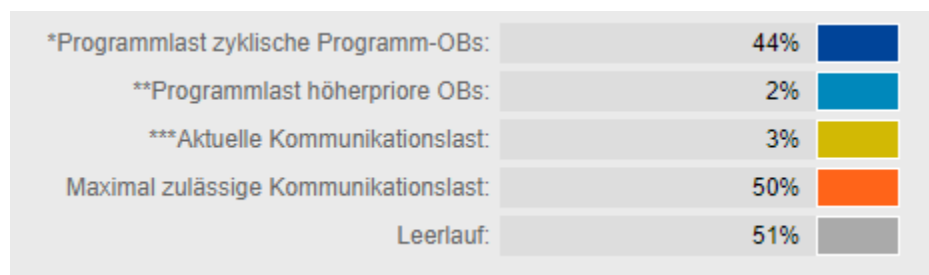 *Programmlast zyklische Programm-OBs: 44%
**Programmlast höherpriore OBs: 2%
***Aktuelle Kommunikationslast: 3%
Maximal zulässige Kommunikationslast: 50%
Leerlauf: 51%